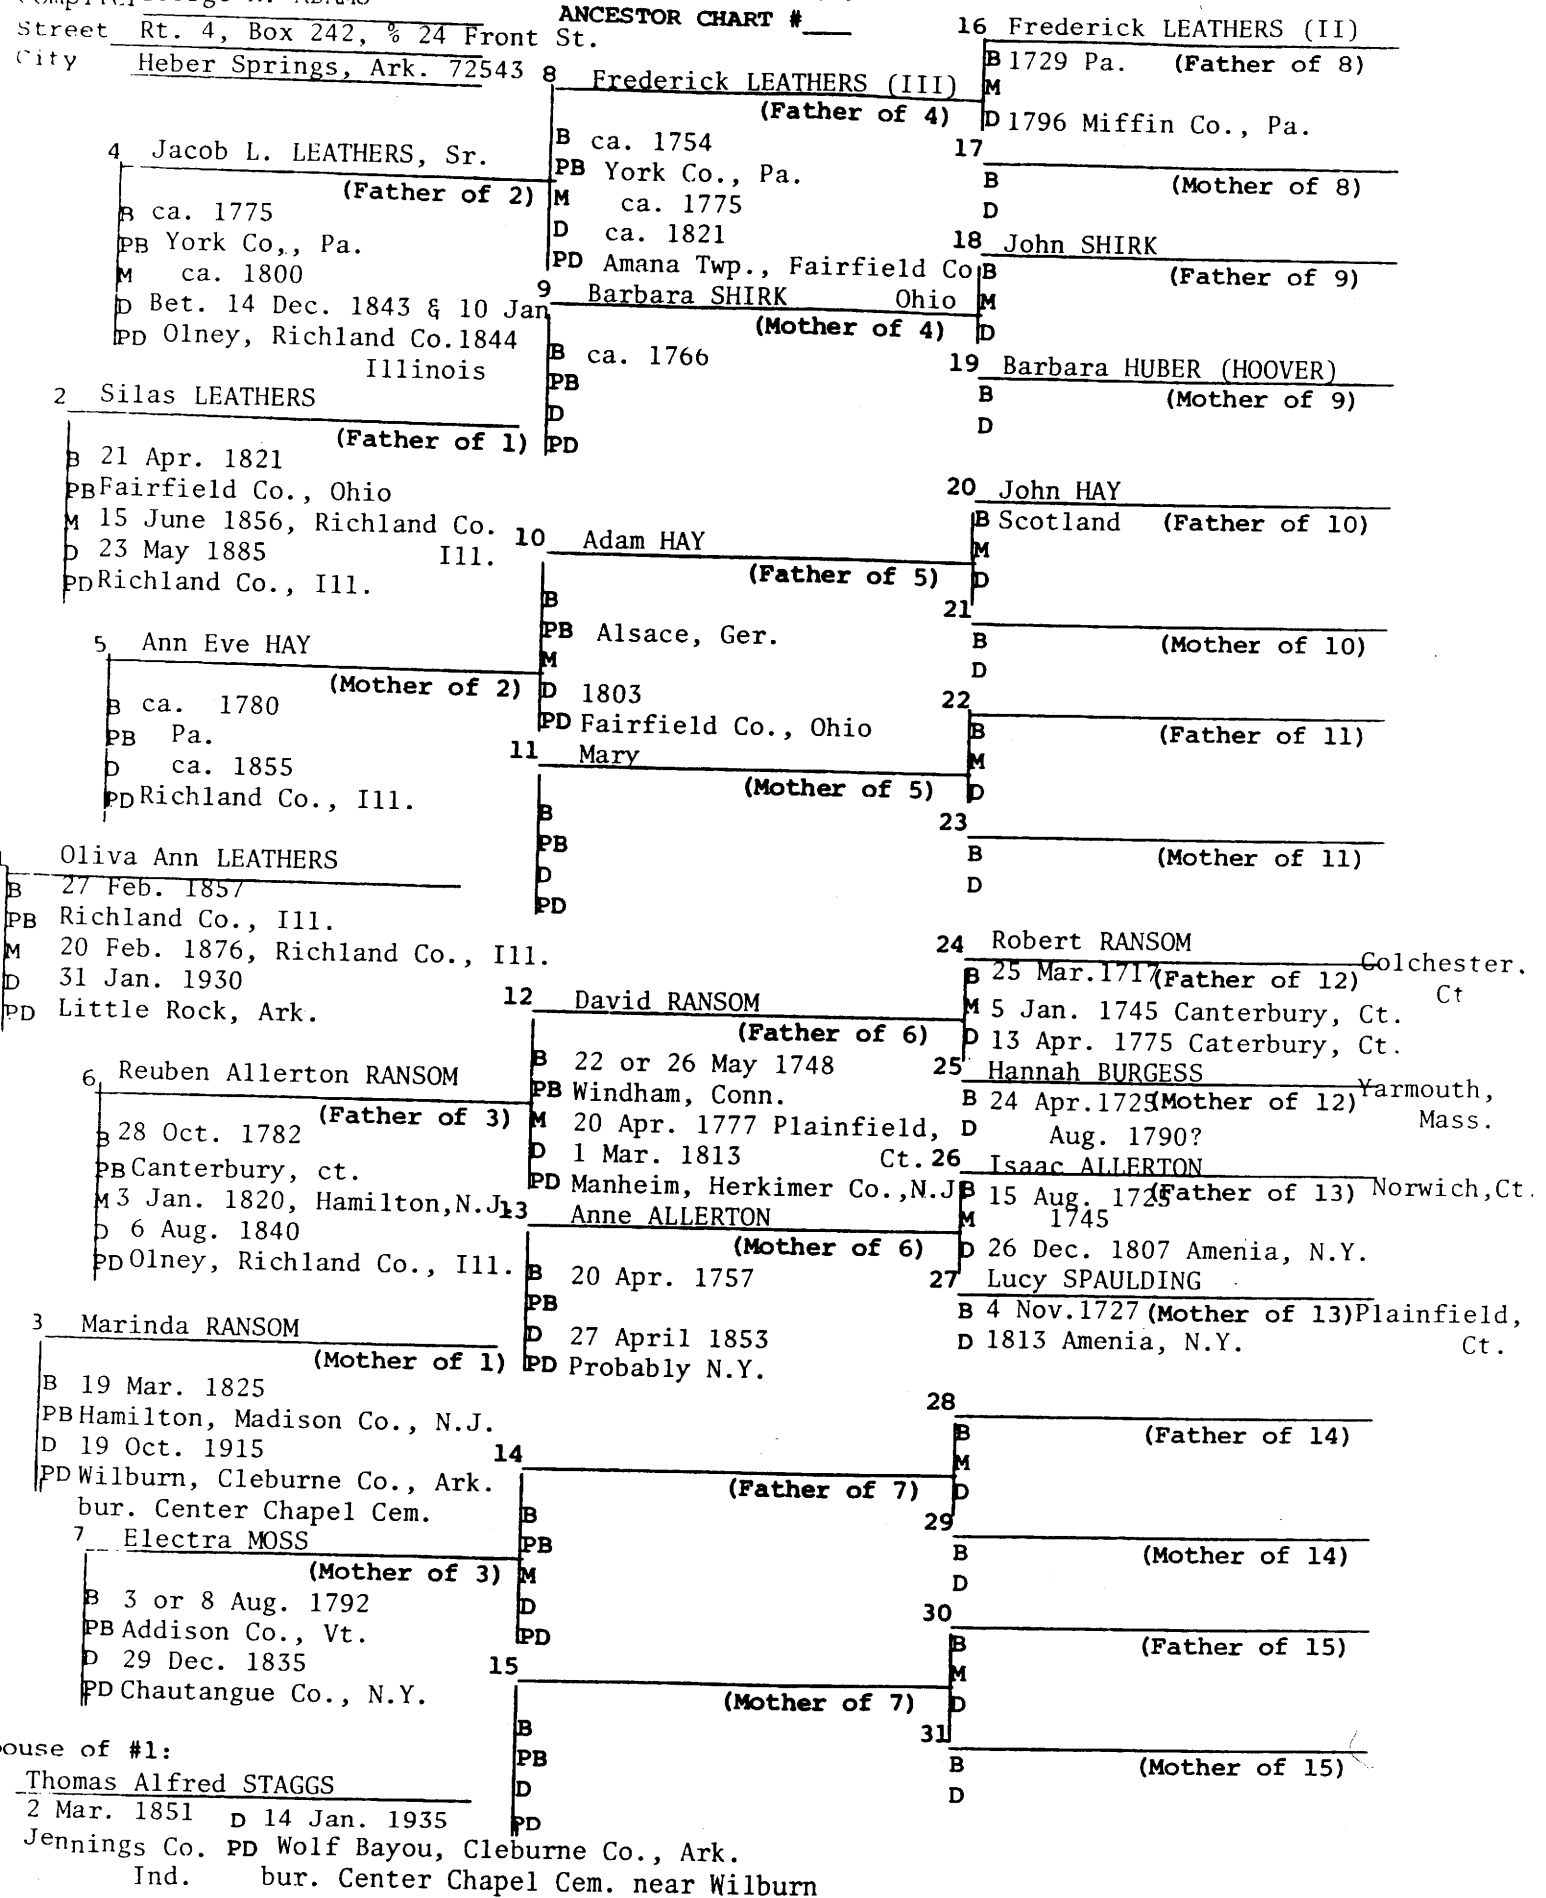 ANCESTOR CHART #
Street Rt. 4, Box 242, % 24 Front St.
City Heber Springs, Ark. 72543
4 Jacob L. LEATHERS, Sr.
(Father of 2)
B ca. 1775
PB York Co,, Pa.
M ca. 1800
D Bet. 14 Dec. 1843 & 10 Jan
PD Olney, Richland Co. 1844
Illinois
2 Silas LEATHERS
(Father of 1)
B 21 Apr. 1821
PB Fairfield Co., Ohio
M 15 June 1856, Richland Co.
D 23 May 1885 Ill.
PD Richland Co., Ill.
5 Ann Eve HAY
(Mother of 2)
B ca. 1780
PB Pa.
D ca. 1855
PD Richland Co., Ill.
Oliva Ann LEATHERS
B 27 Feb. 1857
PB Richland Co., Ill.
M 20 Feb. 1876, Richland Co., Ill.
D 31 Jan. 1930
PD Little Rock, Ark.
6 Reuben Allerton RANSOM
(Father of 3)
B 28 Oct. 1782
PB Canterbury, ct.
M 3 Jan. 1820, Hamilton, N.J.
D 6 Aug. 1840
PD Olney, Richland Co., Ill.
3 Marinda RANSOM
(Mother of 1)
B 19 Mar. 1825
PB Hamilton, Madison Co., N.J.
D 19 Oct. 1915
PD Wilburn, Cleburne Co., Ark.
bur. Center Chapel Cem.
7 Electra MOSS
(Mother of 3)
B 3 or 8 Aug. 1792
PB Addison Co., Vt.
D 29 Dec. 1835
PD Chautangue Co., N.Y.
ouse of #1:
Thomas Alfred STAGGS
2 Mar. 1851 D 14 Jan. 1935
Jennings Co. PD Wolf Bayou, Cleburne Co., Ark.
Ind. bur. Center Chapel Cem. near Wilburn
8 Frederick LEATHERS (III)
(Father of 4)
B ca. 1754
PB York Co., Pa.
M ca. 1775
D ca. 1821
PD Amana Twp., Fairfield Co
Ohio
9 Barbara SHIRK
(Mother of 4)
B ca. 1766
PB
D
PD
10 Adam HAY
(Father of 5)
B
PB Alsace, Ger.
M
D 1803
PD Fairfield Co., Ohio
11 Mary
(Mother of 5)
B
PB
D
PD
12 David RANSOM
(Father of 6)
B 22 or 26 May 1748
PB Windham, Conn.
M 20 Apr. 1777 Plainfield,
D 1 Mar. 1813 Ct.
PD Manheim, Herkimer Co.,N.J
13 Anne ALLERTON
(Mother of 6)
B 20 Apr. 1757
PB
D 27 April 1853
PD Probably N.Y.
14
(Father of 7)
B
PB
M
D
PD
15
(Mother of 7)
B
PB
D
PD
16 Frederick LEATHERS (II)
B 1729 Pa. (Father of 8)
M
D 1796 Miffin Co., Pa.
17
B (Mother of 8)
D
18 John SHIRK
B (Father of 9)
M
D
19 Barbara HUBER (HOOVER)
B (Mother of 9)
D
20 John HAY
B Scotland (Father of 10)
M
D
21
B (Mother of 10)
D
22
B (Father of 11)
M
D
23
B (Mother of 11)
D
24 Robert RANSOM
B 25 Mar.1717 (Father of 12) Colchester.
Ct
M 5 Jan. 1745 Canterbury, Ct.
D 13 Apr. 1775 Caterbury, Ct.
25 Hannah BURGESS
B 24 Apr. (Mother of 12) Yarmouth,
Mass.
D Aug. 1790?
26 Isaac ALLERTON
B 15 Aug. (Father of 13) Norwich,Ct.
M 1745
D 26 Dec. 1807 Amenia, N.Y.
27 Lucy SPAULDING
B 4 Nov.1727 (Mother of 13) Plainfield,
D 1813 Amenia, N.Y. Ct.
28
B (Father of 14)
M
D
29
B (Mother of 14)
D
30
B (Father of 15)
M
D
31
B (Mother of 15)
D